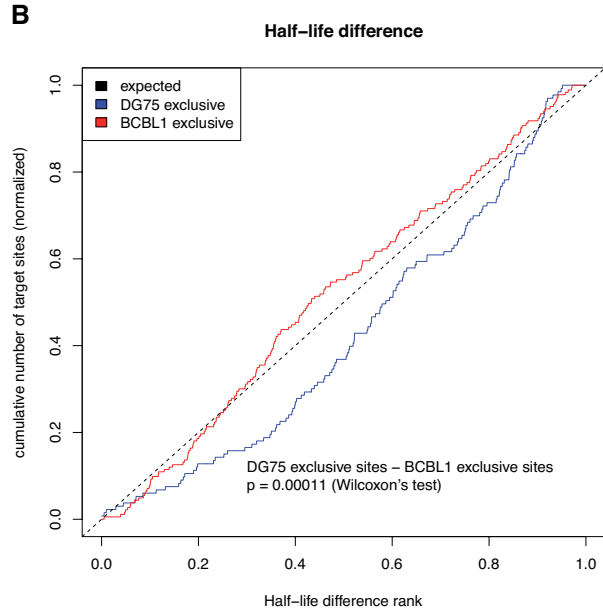 B
Half−life difference
expected
DG75 exclusive
BCBL1 exclusive
cumulative number of target sites (normalized)
1.0
0.8
0.6
0.4
0.2
0.0
DG75 exclusive sites − BCBL1 exclusive sites
p = 0.00011 (Wilcoxon's test)
0.0 0.2 0.4 0.6 0.8 1.0
Half−life difference rank